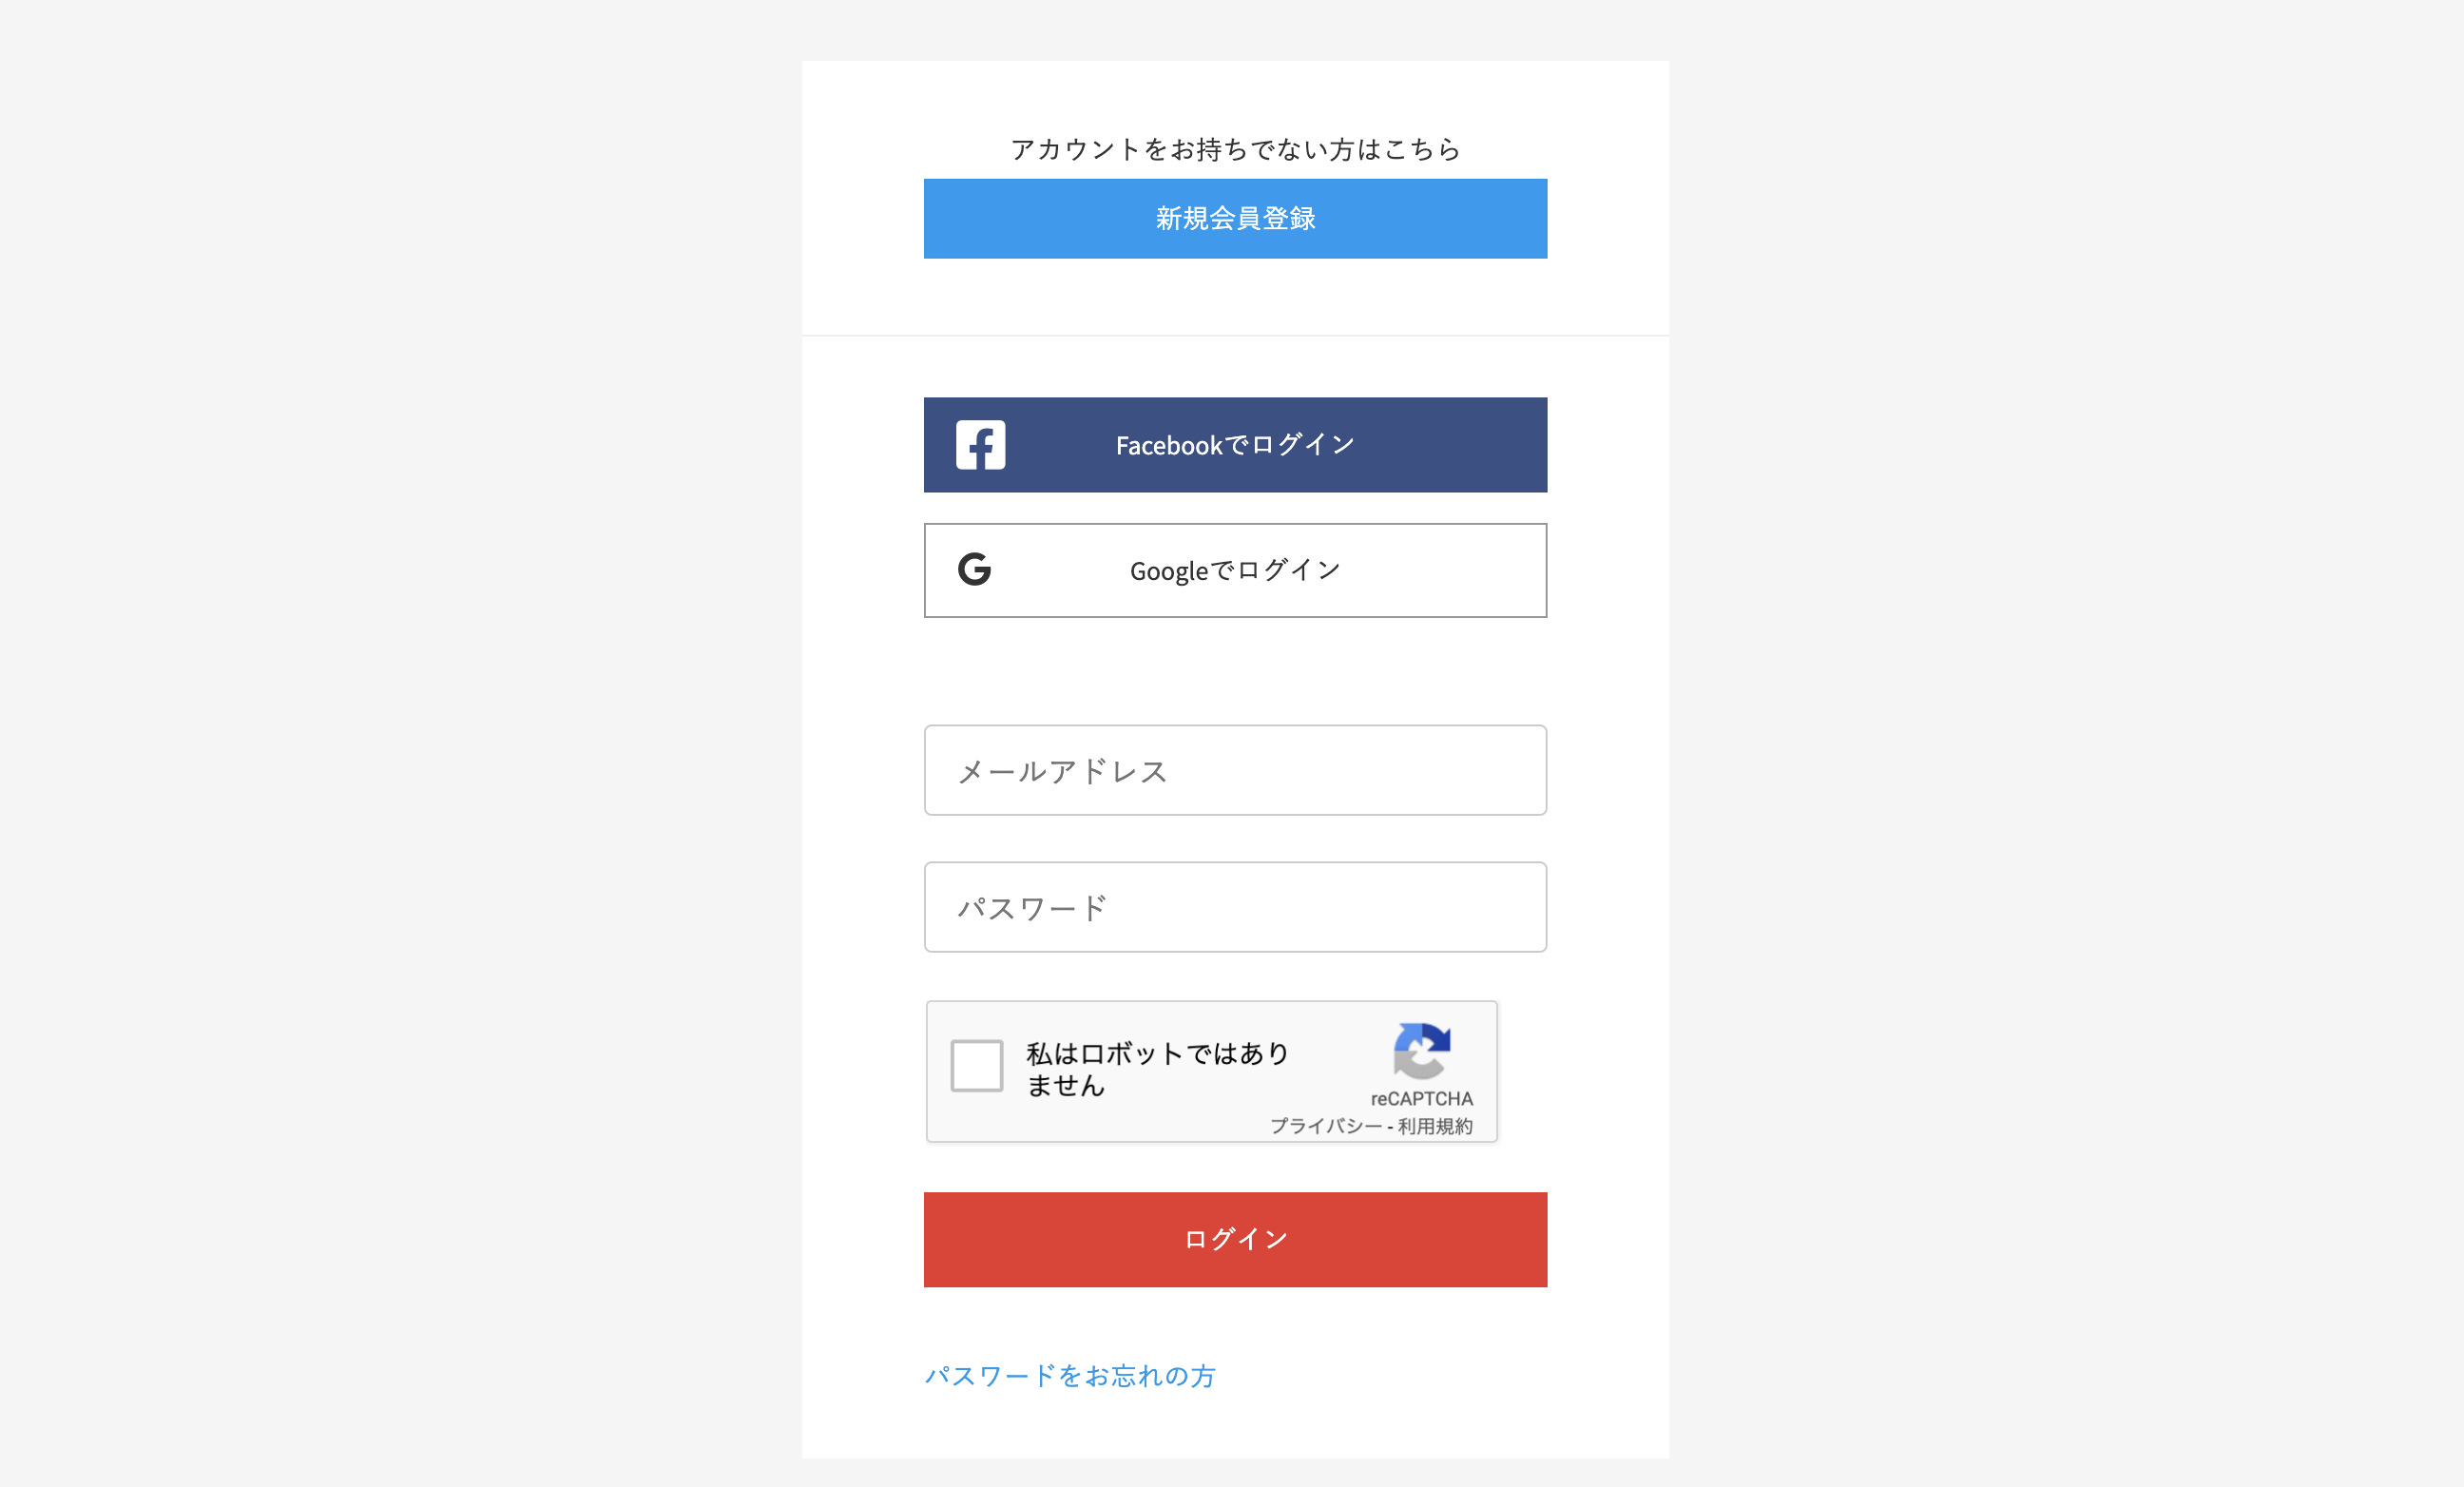 アカウントをお持ちでない方はこちら
新規会員登録
Facebookでログイン
Googleでログイン
メールアドレス
パスワード
私はロボットではあり
ません
reCAPTCHA
プライバシー - 利用規約
ログイン
パスワードをお忘れの方